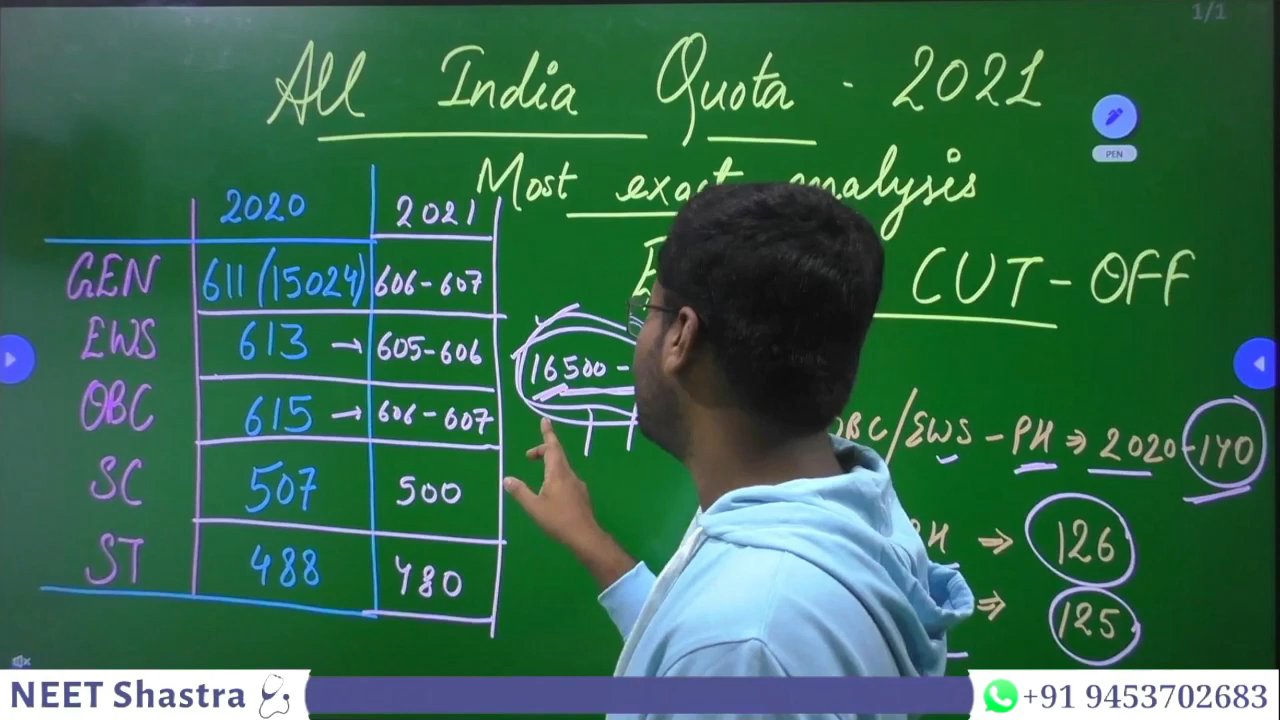 1/1
All India Quota - 2021
PEN
Most exact analysis
2020 2021
CUT-OFF
GEN 611 (15024) 606-607
EWS 613 → 605-606
16500-
OBC 615 → 606-607
OBC/EWS - PH ⇒ 2020-140
SC 507 500
PH ⇒ 126
ST 488 480
⇒ 125
NEET Shastra
+91 9453702683